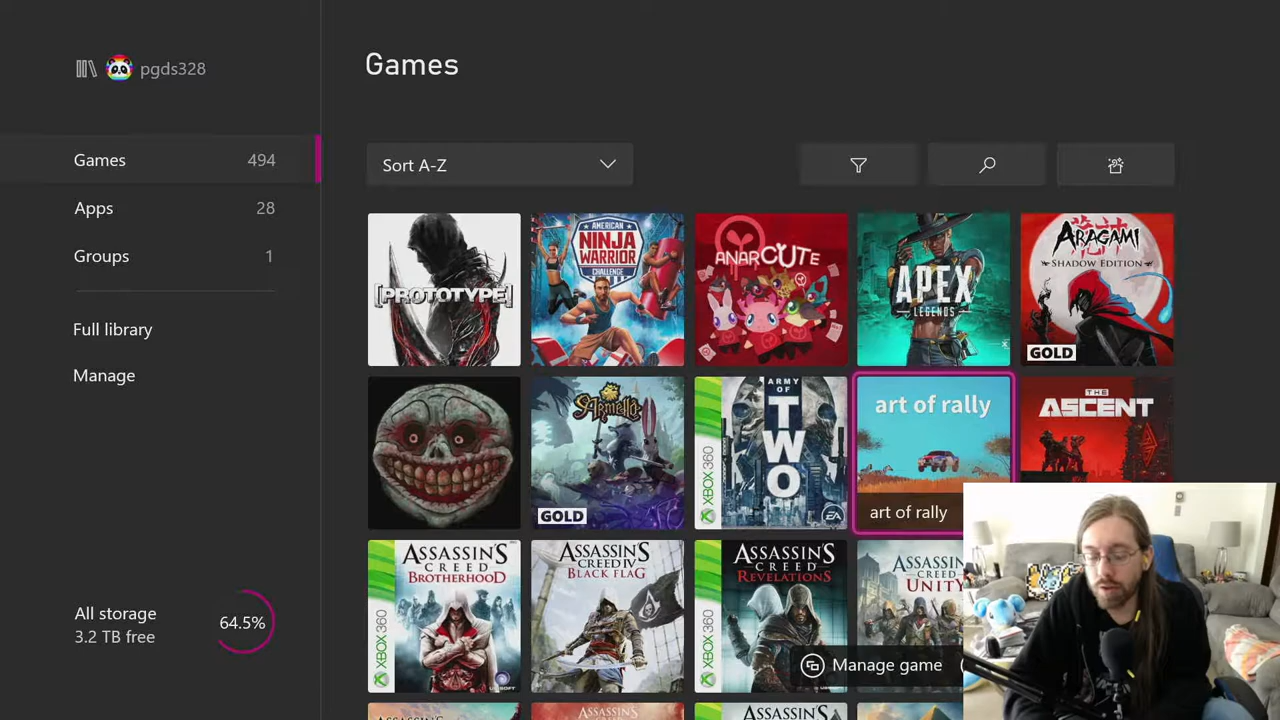 pgds328
Games
Games 494
Apps 28
Groups 1
Full library
Manage
All storage
3.2 TB free
64.5%
Sort A-Z
[PROTOTYPE]
AMERICAN
NINJA
WARRIOR
CHALLENGE
ANARCUTE
APEX
LEGENDS
ARAGAMI
SHADOW EDITION
GOLD
ARMELLO
GOLD
XBOX 360
ARMY
OF
TWO
EA
art of rally
art of rally
THE
ASCENT
XBOX 360
ASSASSIN'S
CREED
BROTHERHOOD
UBISOFT
ASSASSIN'S
CREED IV
BLACK FLAG
XBOX 360
ASSASSIN'S
CREED
REVELATIONS
CREED
UNITY
Manage game